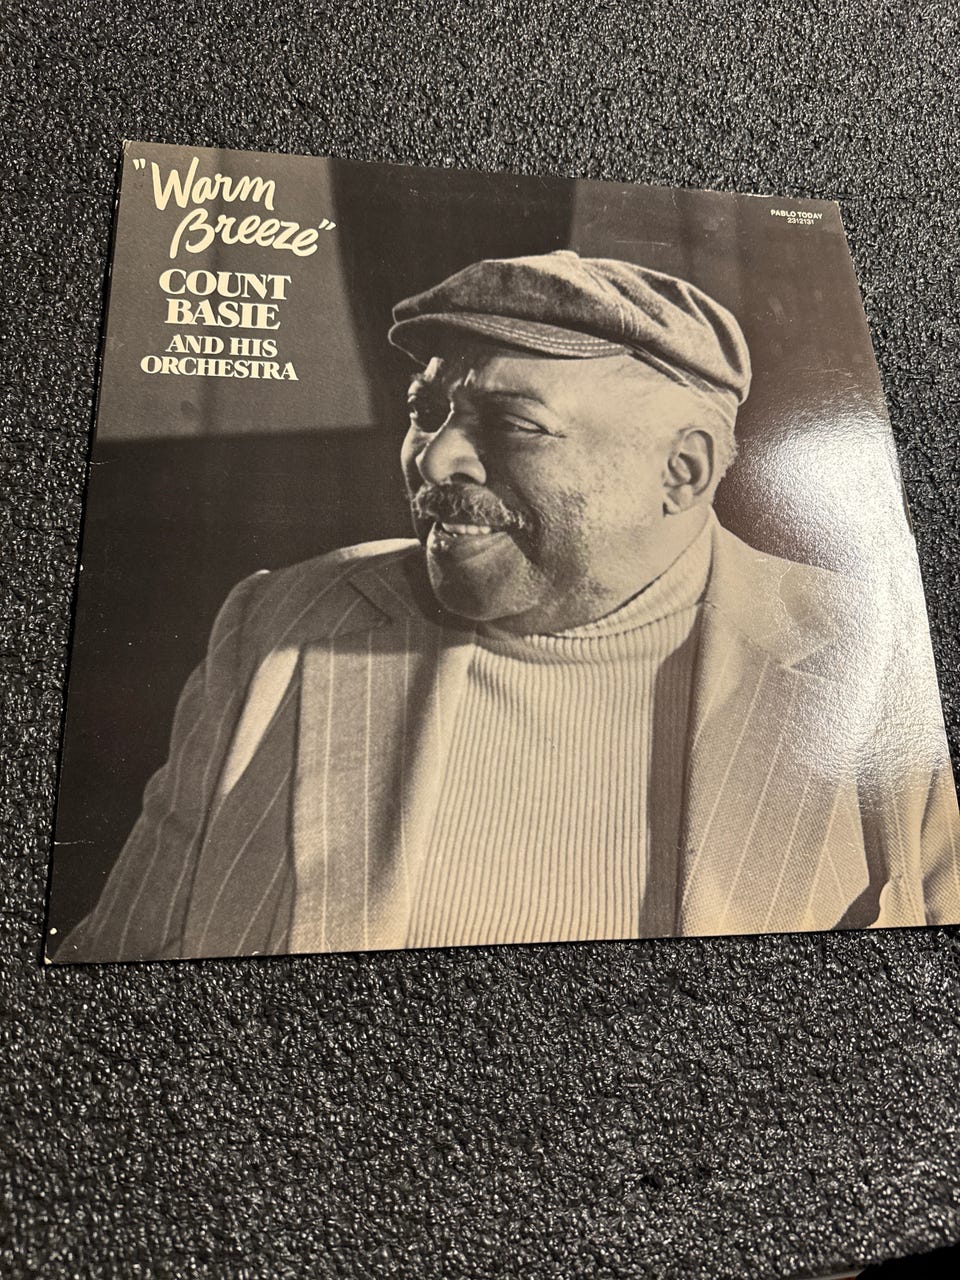 "Warm
Breeze"
COUNT
BASIE
AND HIS
ORCHESTRA
PABLO TODAY
2312131